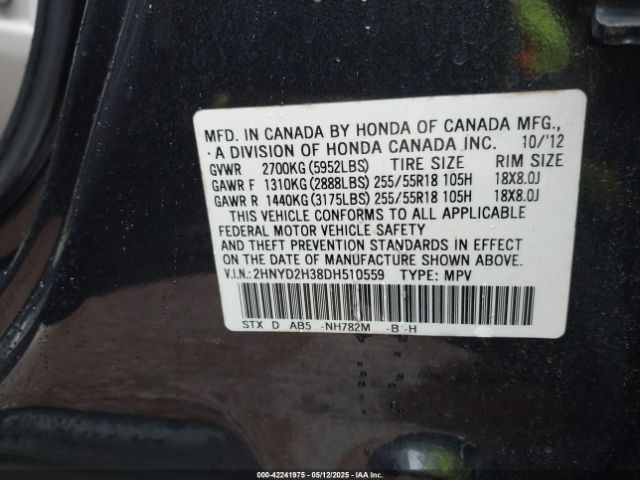 MFD. IN CANADA BY HONDA OF CANADA MFG.,
A DIVISION OF HONDA CANADA INC. 10/'12
GVWR 2700KG (5952LBS) TIRE SIZE RIM SIZE
GAWR F 1310KG (2888LBS) 255/55R18 105H 18X8.0J
GAWR R 1440KG (3175LBS) 255/55R18 105H 18X8.0J
THIS VEHICLE CONFORMS TO ALL APPLICABLE
FEDERAL MOTOR VEHICLE SAFETY
AND THEFT PREVENTION STANDARDS IN EFFECT
ON THE DATE OF MANUFACTURE SHOWN ABOVE.
V.I.N.: 2HNYD2H38DH510559 TYPE: MPV
STX D AB5 -NH782M -B -H
000-42241975 - 05/12/2025 - IAAI.COM